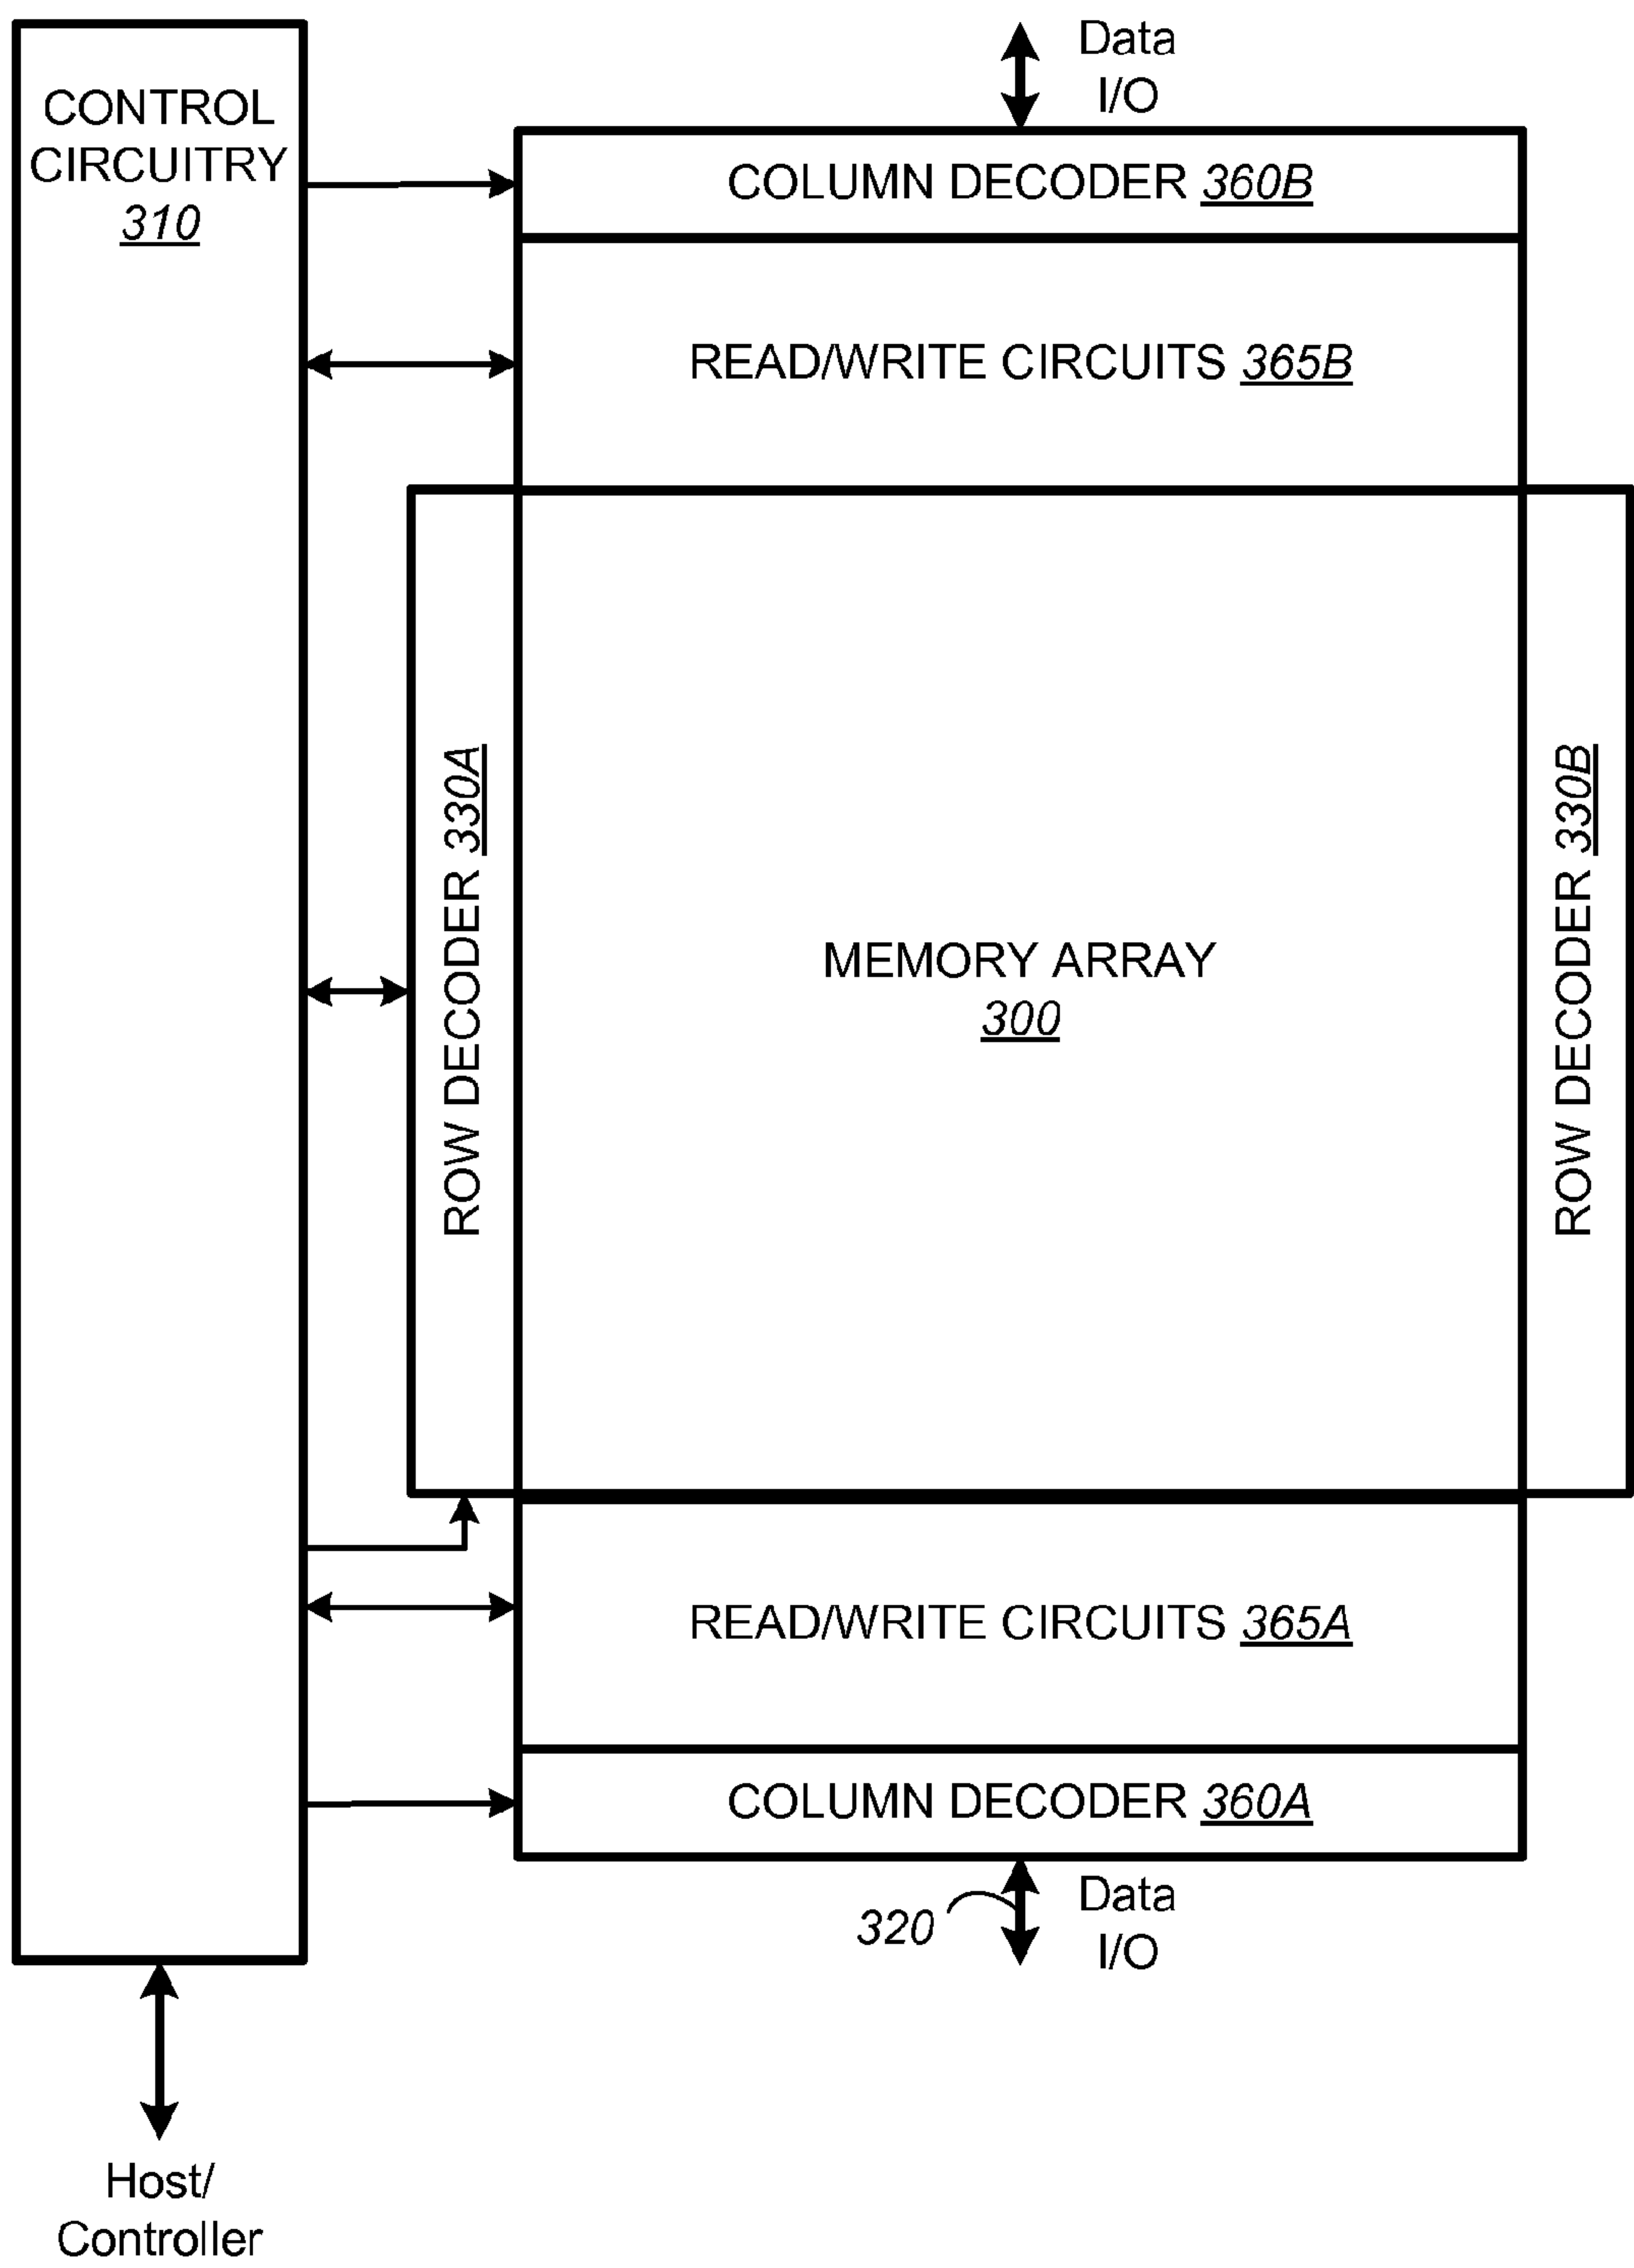 Data
I/O
CONTROL
CIRCUITRY
310
COLUMN DECODER 360B
READ/WRITE CIRCUITS 365B
ROW DECODER 330A
MEMORY ARRAY
300
ROW DECODER 330B
READ/WRITE CIRCUITS 365A
COLUMN DECODER 360A
320
Data
I/O
Host/
Controller